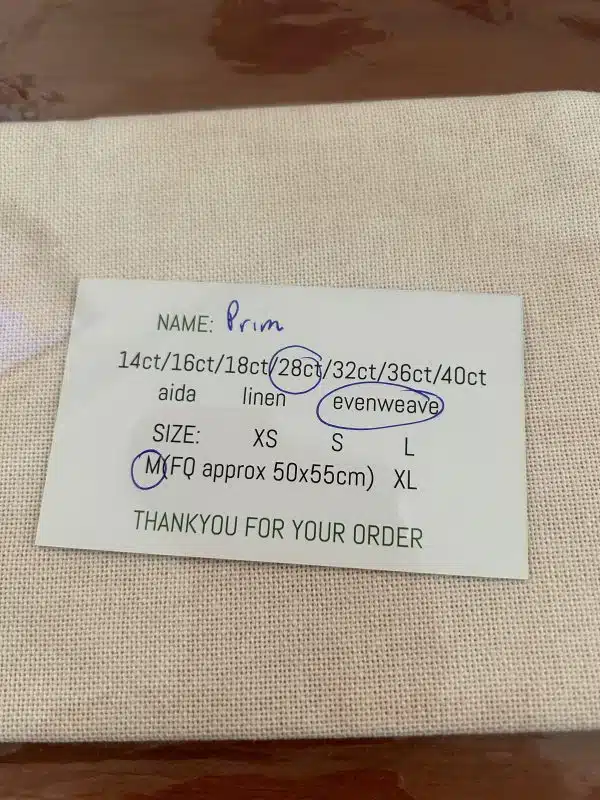 NAME: Prim
14ct/16ct/18ct/28ct/32ct/36ct/40ct
aida linen evenweave
SIZE: XS S L
M(FQ approx 50x55cm) XL
THANKYOU FOR YOUR ORDER